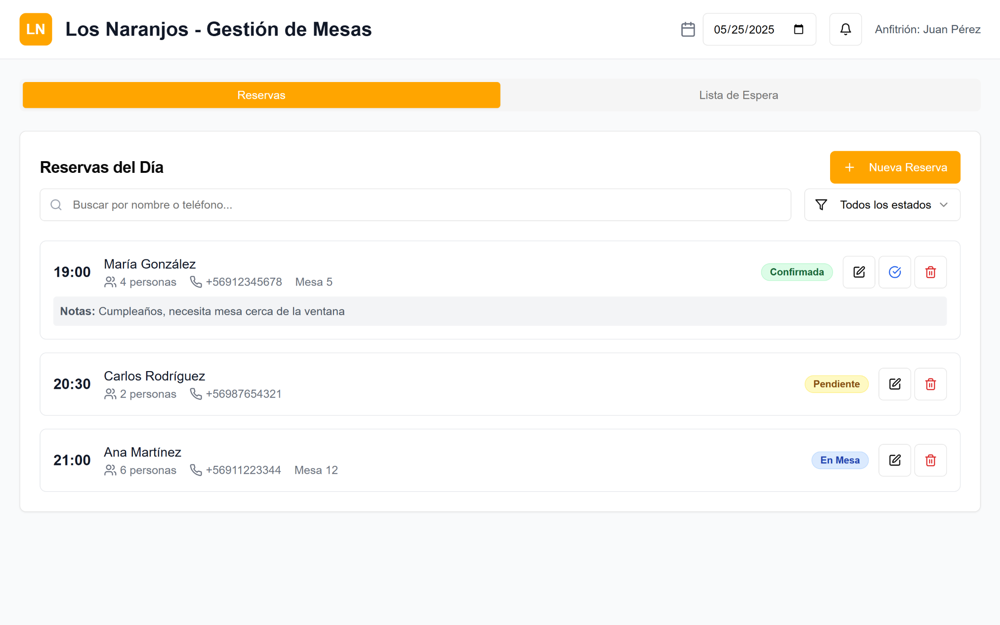 LN
Los Naranjos - Gestión de Mesas
05/25/2025
Anfitrión: Juan Pérez
Reservas
Lista de Espera
Reservas del Día
Nueva Reserva
Buscar por nombre o teléfono...
Todos los estados
19:00
María González
4 personas +56912345678 Mesa 5
Confirmada
Notas: Cumpleaños, necesita mesa cerca de la ventana
20:30
Carlos Rodríguez
2 personas +56987654321
Pendiente
21:00
Ana Martínez
6 personas +56911223344 Mesa 12
En Mesa